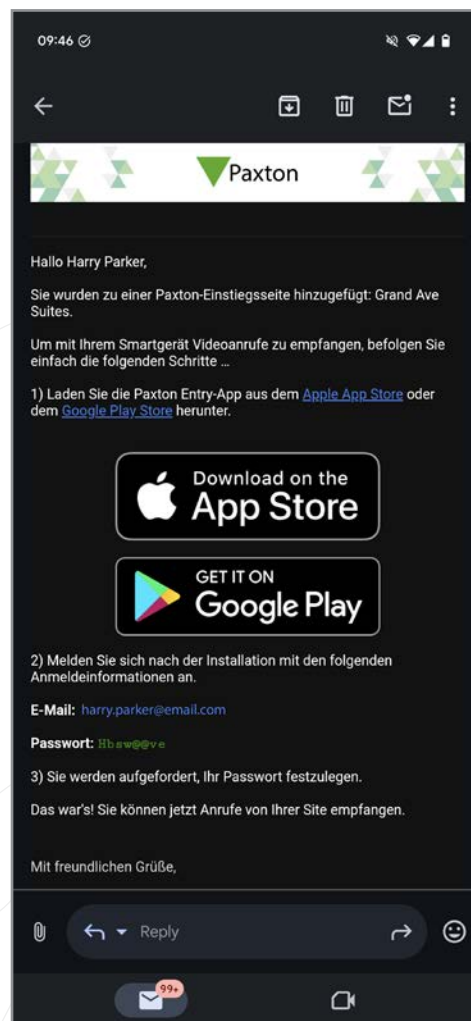 09:46
Paxton
Hallo Harry Parker,
Sie wurden zu einer Paxton-Einstiegsseite hinzugefügt: Grand Ave
Suites.
Um mit Ihrem Smartgerät Videoanrufe zu empfangen, befolgen Sie
einfach die folgenden Schritte ...
1) Laden Sie die Paxton Entry-App aus dem Apple App Store oder
dem Google Play Store herunter.
Download on the
App Store
GET IT ON
Google Play
2) Melden Sie sich nach der Installation mit den folgenden
Anmeldeinformationen an.
E-Mail: harry.parker@email.com
Passwort: Hbsw@@ve
3) Sie werden aufgefordert, Ihr Passwort festzulegen.
Das war's! Sie können jetzt Anrufe von Ihrer Site empfangen.
Mit freundlichen Grüße,
Reply
99+